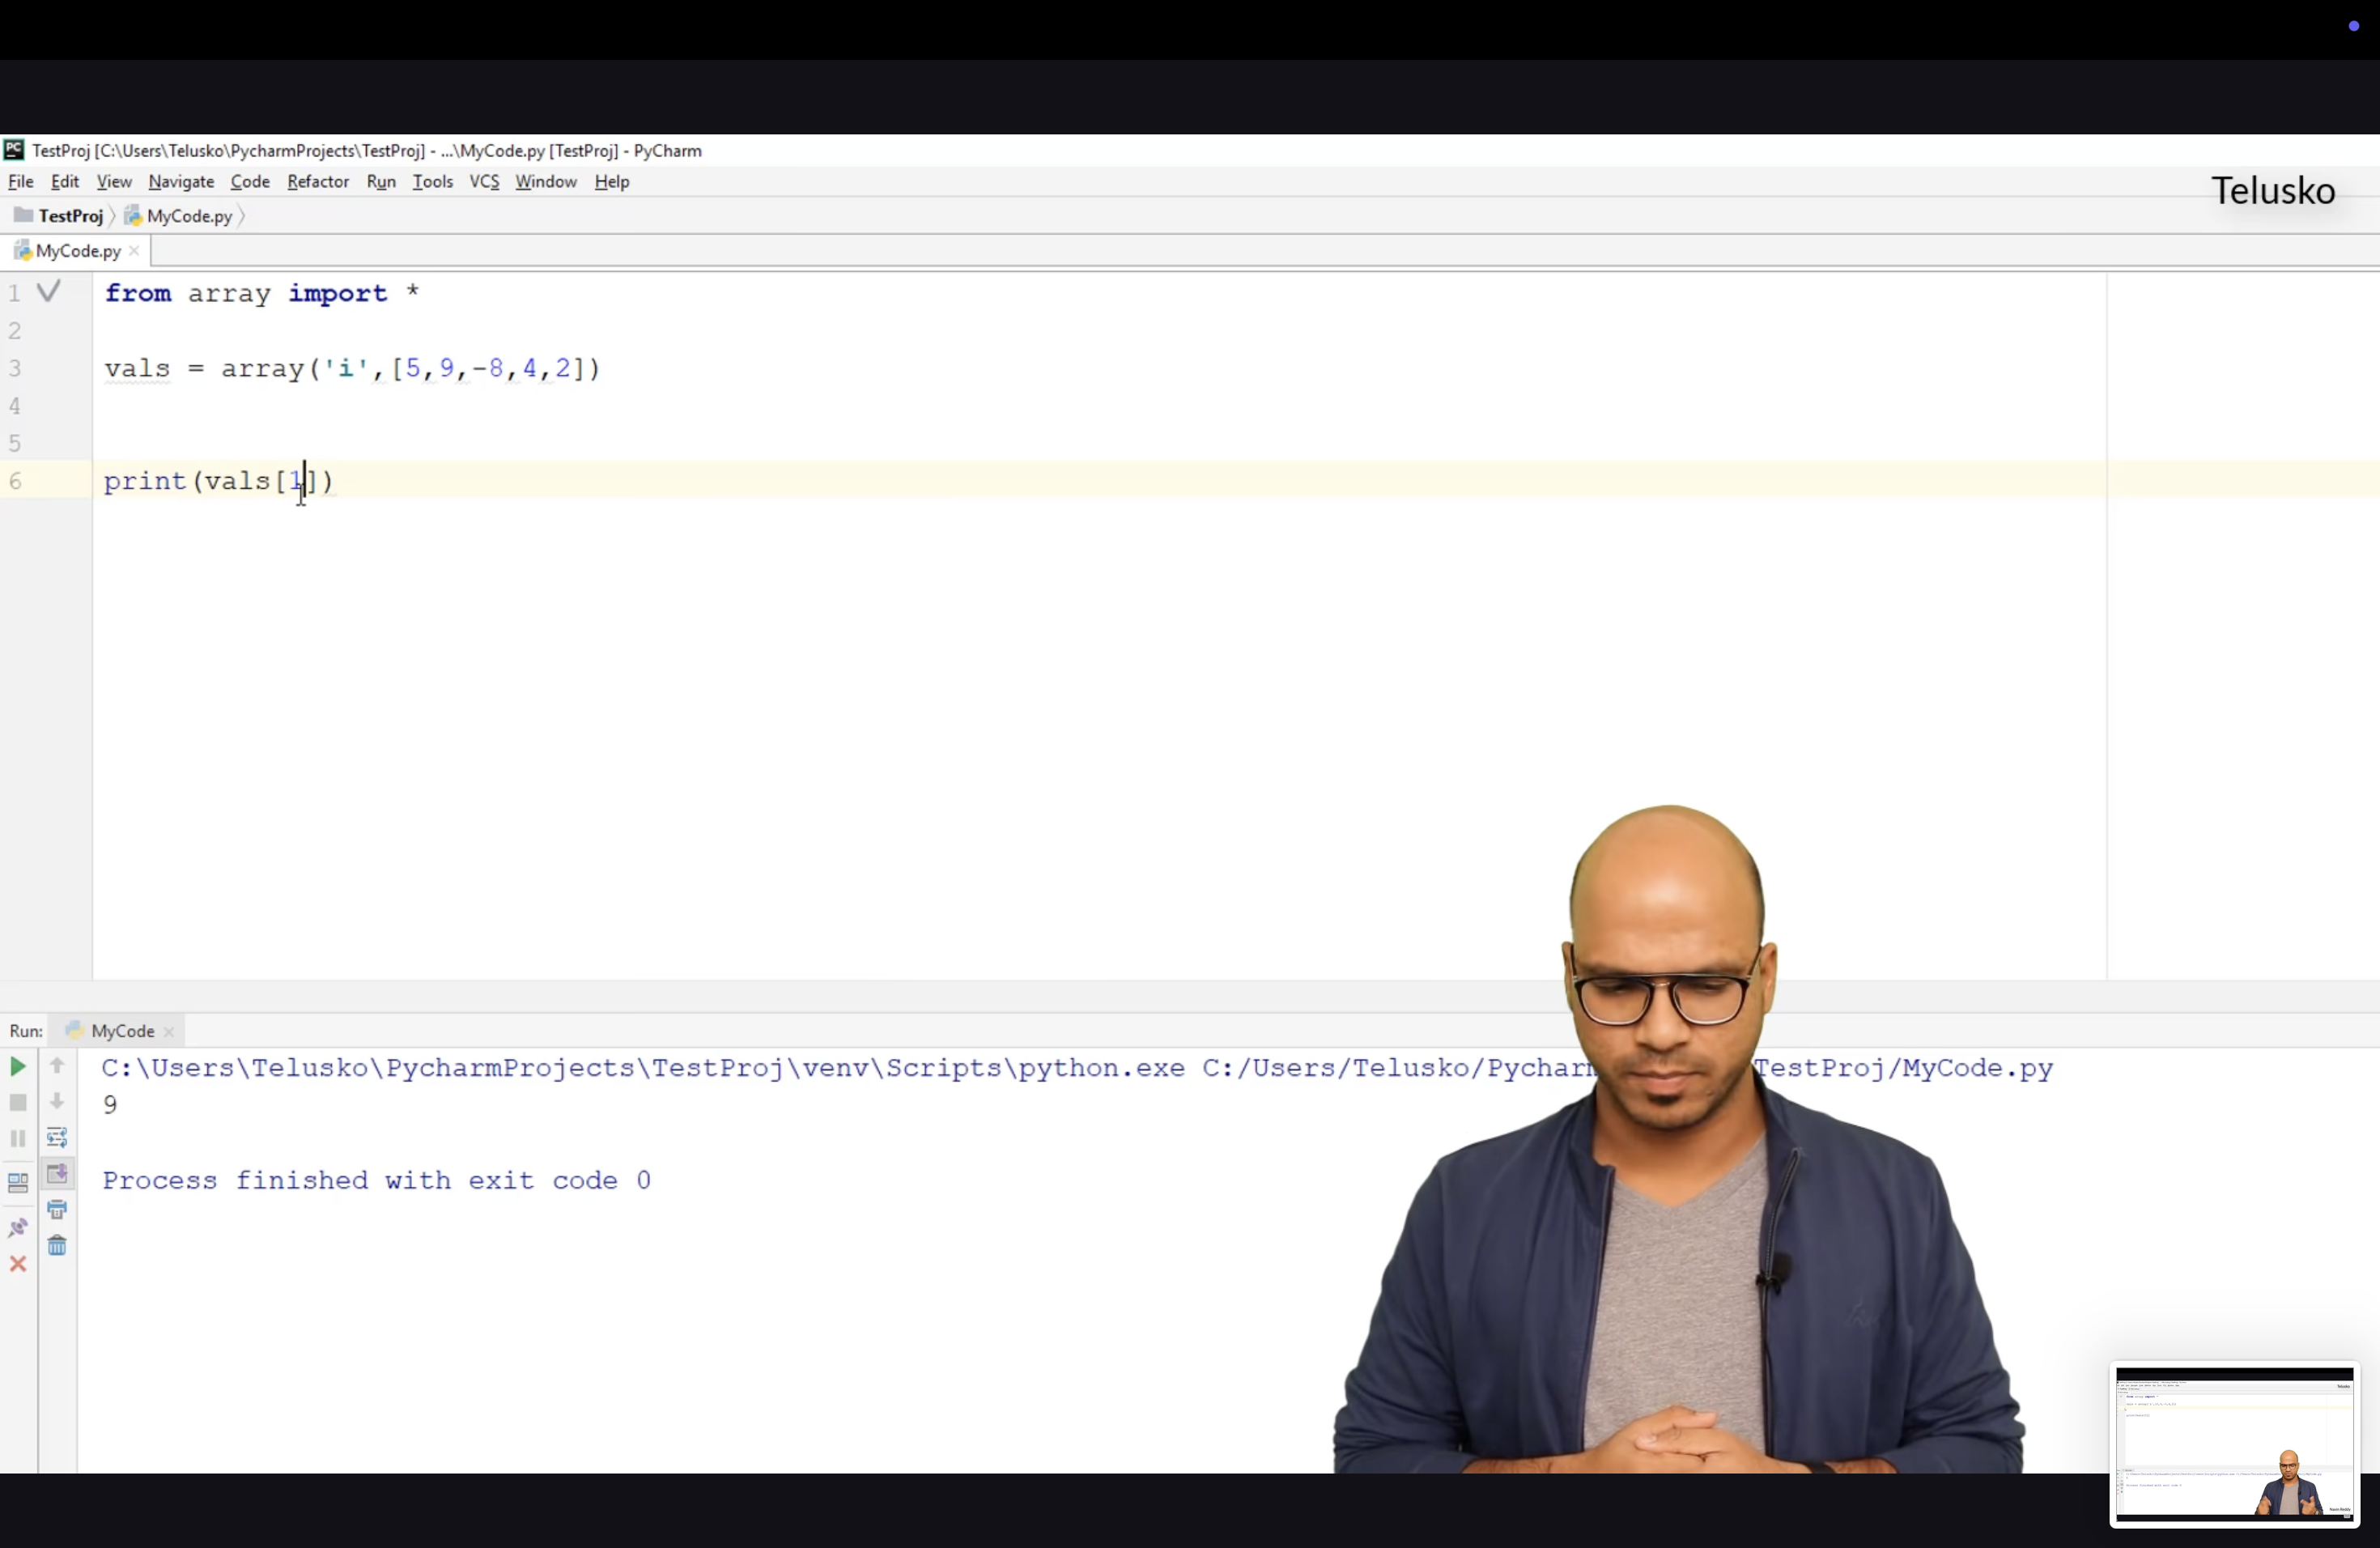 TestProj [C:\Users\Telusko\PycharmProjects\TestProj] - ...\MyCode.py [TestProj] - PyCharm
File Edit View Navigate Code Refactor Run Tools VCS Window Help
Telusko
TestProj MyCode.py
MyCode.py
1 from array import *
2
3 vals = array('i',[5,9,-8,4,2])
4
5
6 print(vals[1])
Run: MyCode
C:\Users\Telusko\PycharmProjects\TestProj\venv\Scripts\python.exe C:/Users/Telusko/Pycharm TestProj/MyCode.py
9
Process finished with exit code 0